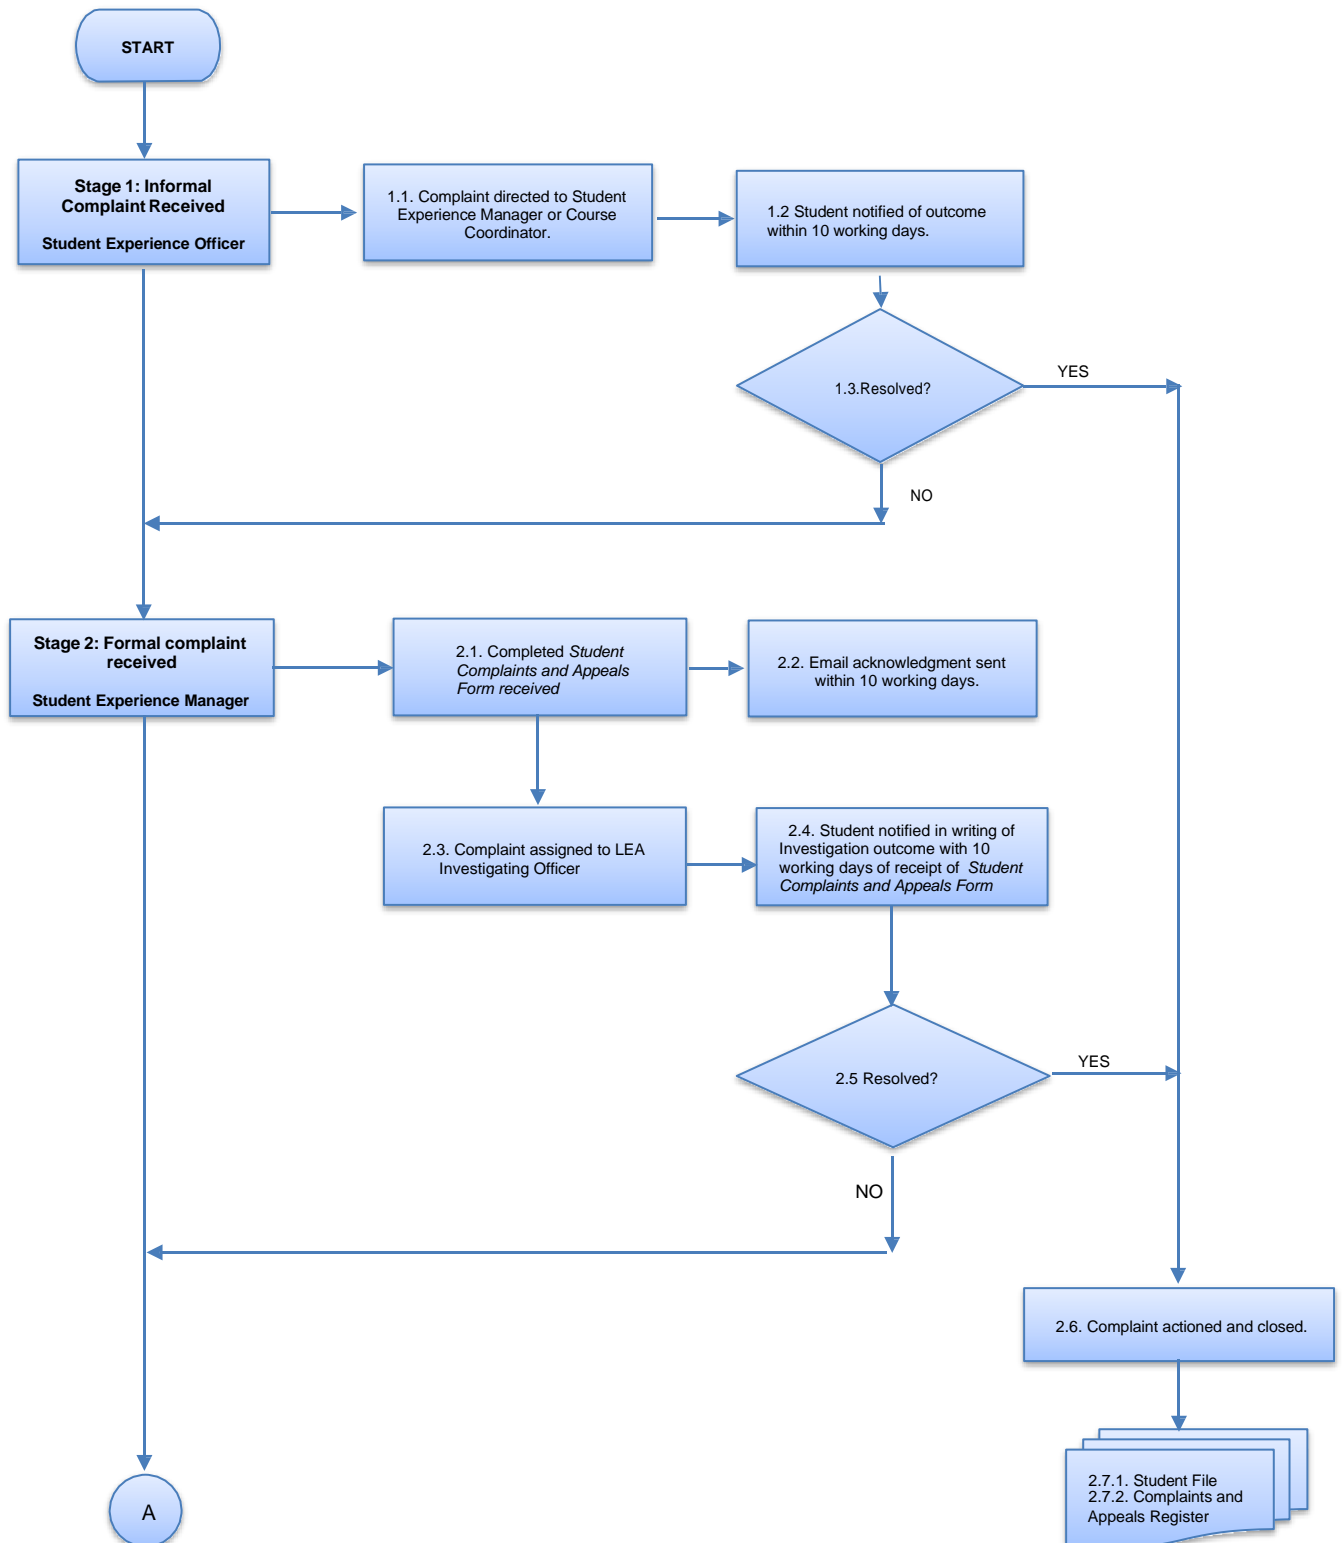 START
Stage 1: Informal
Complaint Received
Student Experience Officer
1.1. Complaint directed to Student
Experience Manager or Course
Coordinator.
1.2 Student notified of outcome
within 10 working days.
1.3.Resolved?
YES
NO
Stage 2: Formal complaint
received
Student Experience Manager
2.1. Completed Student
Complaints and Appeals
Form received
2.2. Email acknowledgment sent
within 10 working days.
2.3. Complaint assigned to LEA
Investigating Officer
2.4. Student notified in writing of
Investigation outcome with 10
working days of receipt of Student
Complaints and Appeals Form
2.5 Resolved?
YES
NO
2.6. Complaint actioned and closed.
2.7.1. Student File
2.7.2. Complaints and
Appeals Register
A